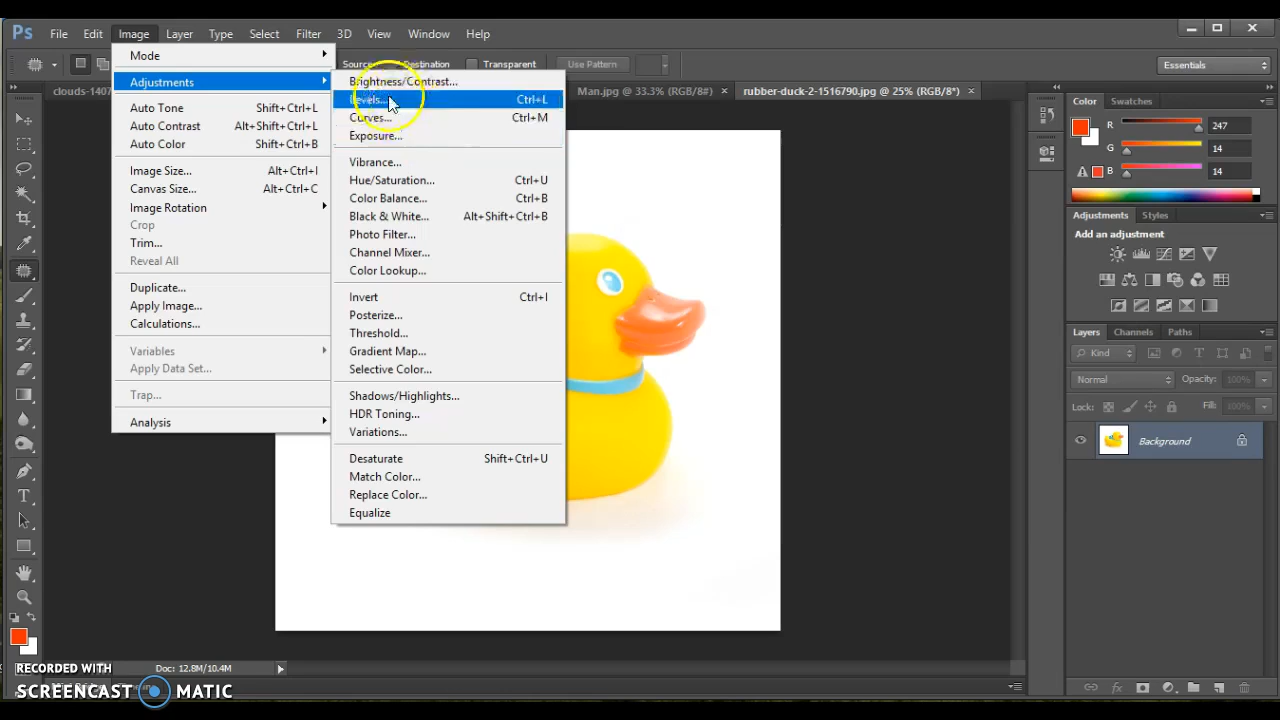 Ps File Edit Image Layer Type Select Filter 3D View Window Help
Destination Transparent Use Pattern Essentials
clouds-1407 Man.jpg @ 33.3% (RGB/8#) × rubber-duck-2-1516790.jpg @ 25% (RGB/8*) ×
Mode
Adjustments
Auto Tone Shift+Ctrl+L
Auto Contrast Alt+Shift+Ctrl+L
Auto Color Shift+Ctrl+B
Image Size... Alt+Ctrl+I
Canvas Size... Alt+Ctrl+C
Image Rotation
Crop
Trim...
Reveal All
Duplicate...
Apply Image...
Calculations...
Variables
Apply Data Set...
Trap...
Analysis
Brightness/Contrast...
Levels... Ctrl+L
Curves... Ctrl+M
Exposure...
Vibrance...
Hue/Saturation... Ctrl+U
Color Balance... Ctrl+B
Black & White... Alt+Shift+Ctrl+B
Photo Filter...
Channel Mixer...
Color Lookup...
Invert Ctrl+I
Posterize...
Threshold...
Gradient Map...
Selective Color...
Shadows/Highlights...
HDR Toning...
Variations...
Desaturate Shift+Ctrl+U
Match Color...
Replace Color...
Equalize
Color Swatches
R 247
G 14
B 14
Adjustments Styles
Add an adjustment
Layers Channels Paths
Kind
Normal Opacity: 100%
Lock: Fill: 100%
Background
Doc: 12.8M/10.4M
RECORDED WITH
SCREENCAST MATIC